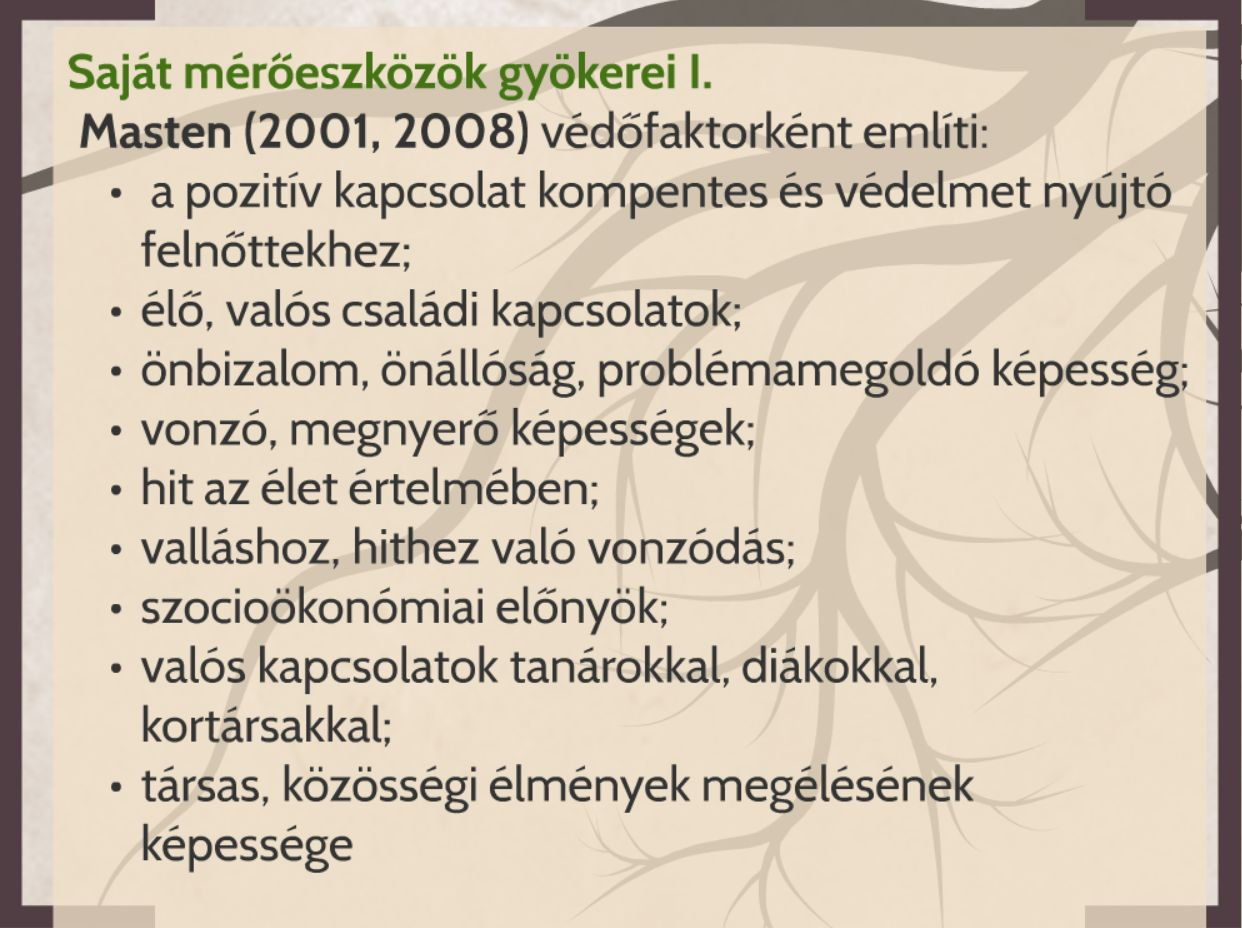 Saját mérőeszközök gyökerei I.
Masten (2001, 2008) védőfaktorként említi:
• a pozitív kapcsolat kompentes és védelmet nyújtó
felnőttekhez;
• élő, valós családi kapcsolatok;
• önbizalom, önállóság, problémamegoldó képesség;
• vonzó, megnyerő képességek;
• hit az élet értelmében;
• valláshoz, hithez való vonzódás;
• szocioökonómiai előnyök;
• valós kapcsolatok tanárokkal, diákokkal,
kortársakkal;
• társas, közösségi élmények megélésének
képessége